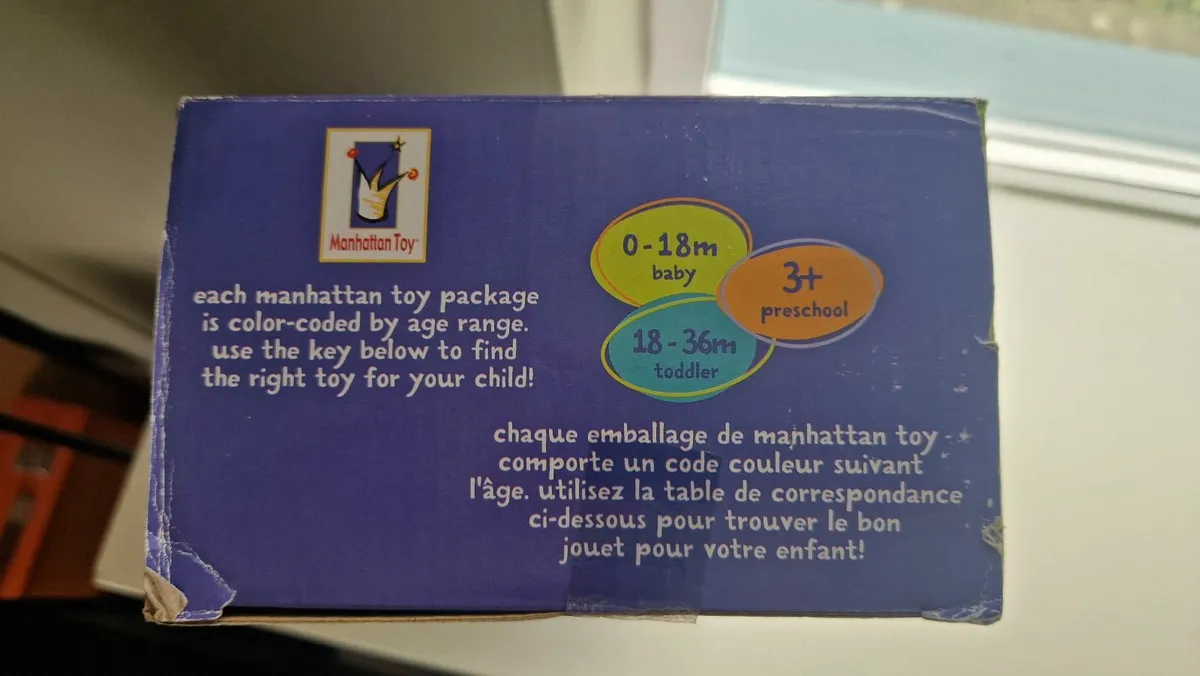 Manhattan Toy
each manhattan toy package
is color-coded by age range.
use the key below to find
the right toy for your child!
0-18m
baby
3+
preschool
18-36m
toddler
chaque emballage de manhattan toy
comporte un code couleur suivant
l'âge. utilisez la table de correspondance
ci-dessous pour trouver le bon
jouet pour votre enfant!